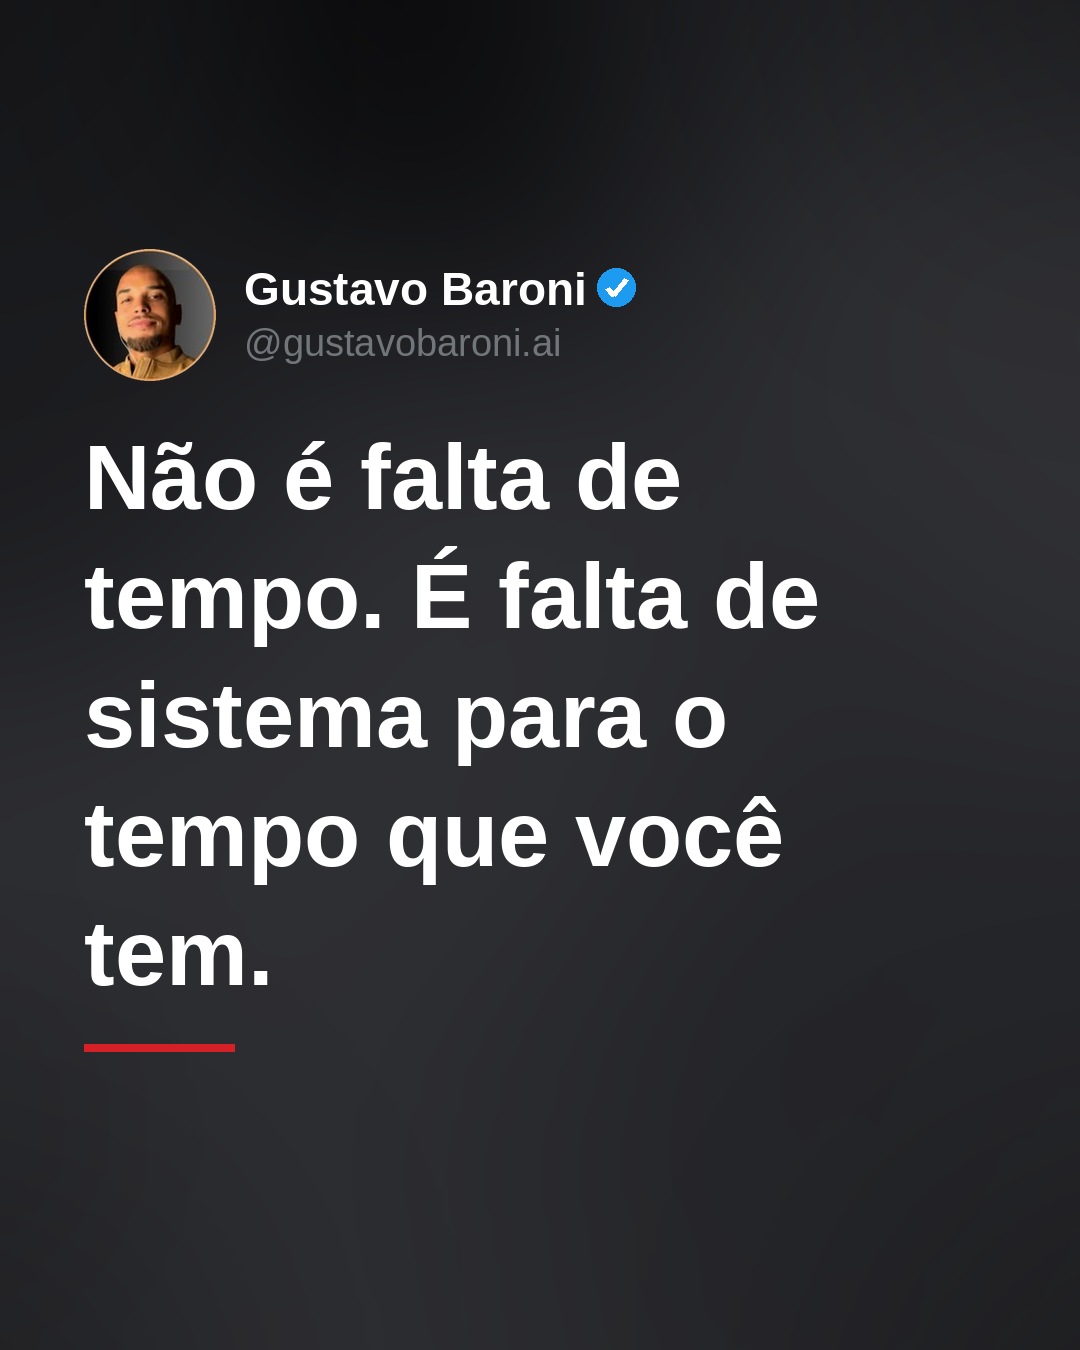 Gustavo Baroni
@gustavobaroni.ai
Não é falta de
tempo. É falta de
sistema para o
tempo que você
tem.